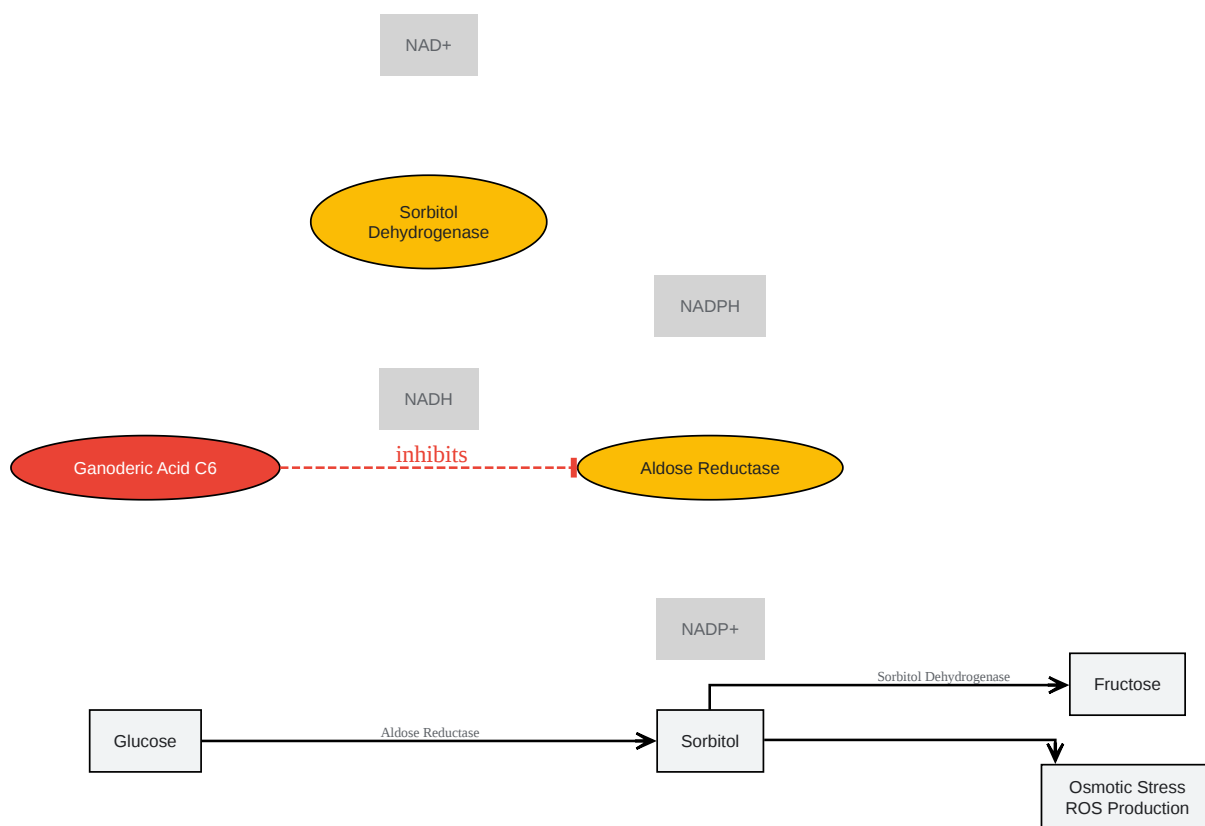 NAD+
Sorbitol
Dehydrogenase
NADPH
NADH
Ganoderic Acid C6
inhibits
Aldose Reductase
NADP+
Sorbitol Dehydrogenase
Fructose
Glucose
Aldose Reductase
Sorbitol
Osmotic Stress
ROS Production